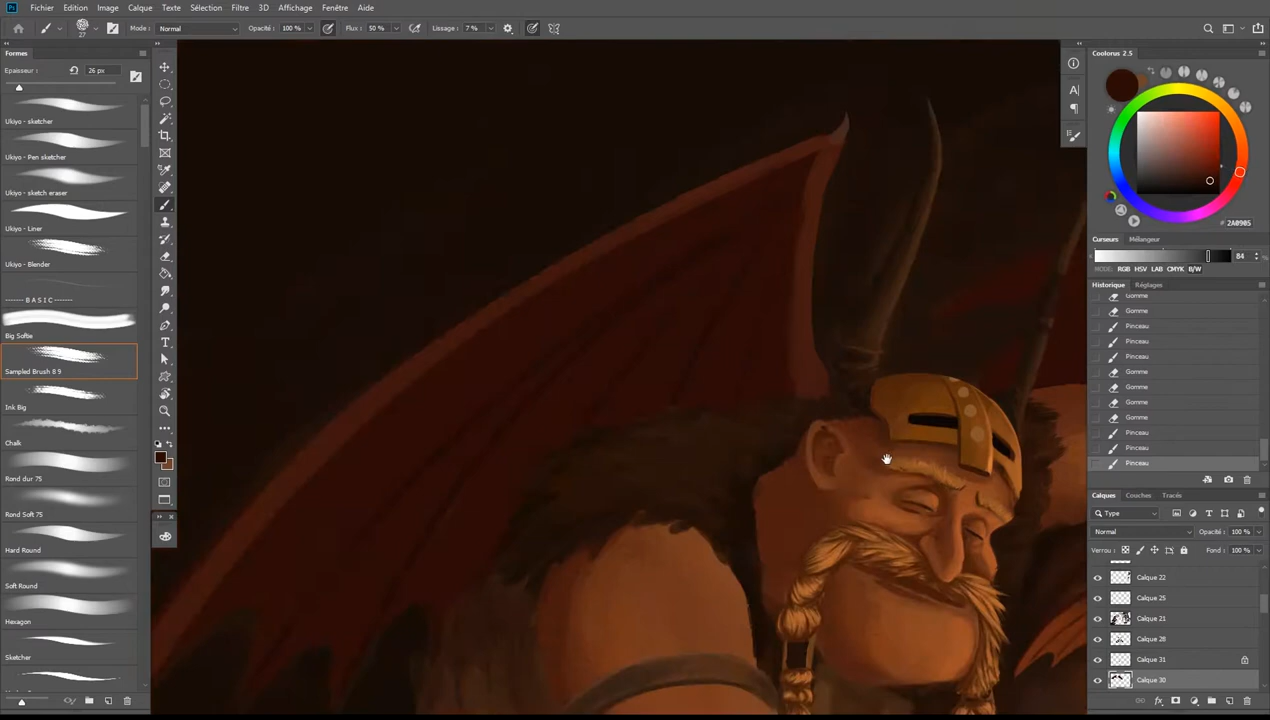 Fichier Edition Image Calque Texte Sélection Filtre 3D Affichage Fenêtre Aide
27 Mode : Normal Opacité : 100 % Flux : 50 % Lissage : 7 %
Formes
Epaisseur : 26 px
Ukiyo - sketcher
Ukiyo - Pen sketcher
Ukiyo - sketch eraser
Ukiyo - Liner
Ukiyo - Blender
------- B A S I C -------
Big Softie
Sampled Brush 8 9
Ink Big
Chalk
Rond dur 75
Rond Soft 75
Hard Round
Soft Round
Hexagon
Sketcher
Coolorus 2.5
# 2A0905
Curseurs Mélangeur
84
MODE: RGB HSV LAB CMYK B/W
Historique Réglages
Gomme
Gomme
Pinceau
Pinceau
Pinceau
Gomme
Gomme
Gomme
Gomme
Pinceau
Pinceau
Pinceau
Calques Couches Tracés
Type
Normal Opacité : 100 %
Verrou : Fond : 100 %
Calque 22
Calque 25
Calque 21
Calque 28
Calque 31
Calque 30